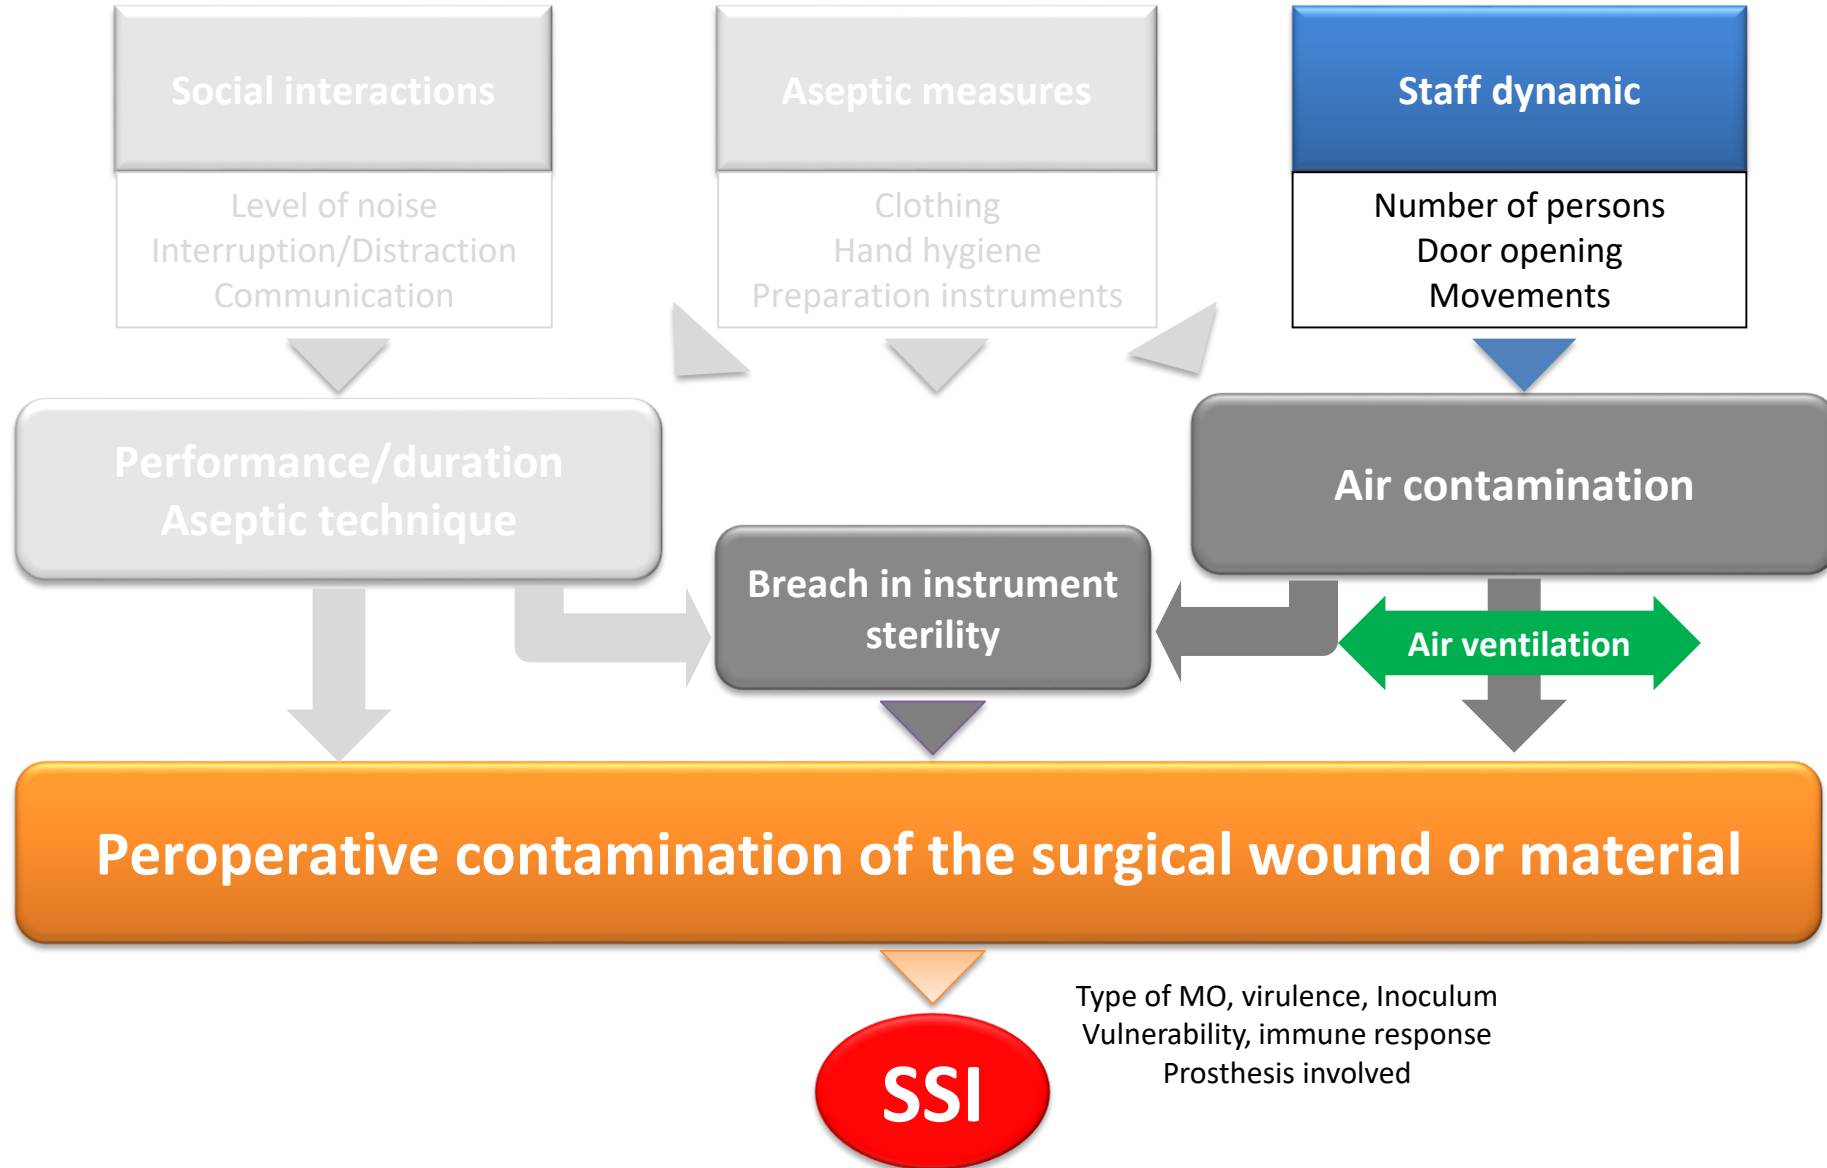 Social interactions
Level of noise
Interruption/Distraction
Communication
Aseptic measures
Clothing
Hand hygiene
Preparation instruments
Staff dynamic
Number of persons
Door opening
Movements
Performance/duration
Aseptic technique
Breach in instrument
sterility
Air contamination
Air ventilation
Peroperative contamination of the surgical wound or material
SSI
Type of MO, virulence, Inoculum
Vulnerability, immune response
Prosthesis involved